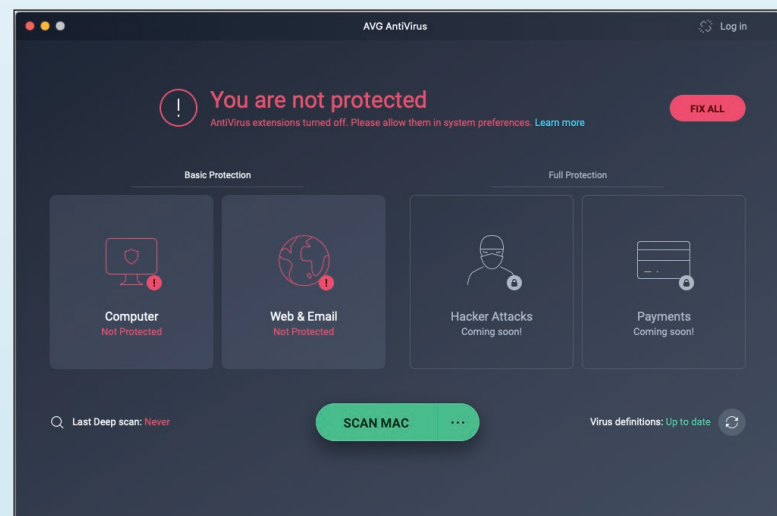 AVG AntiVirus
Log in
You are not protected
FIX ALL
AntiVirus extensions turned off. Please allow them in system preferences. Learn more
Basic Protection
Full Protection
Computer
Not Protected
Web & Email
Not Protected
Hacker Attacks
Coming soon!
Payments
Coming soon!
Last Deep scan: Never
SCAN MAC
Virus definitions: Up to date